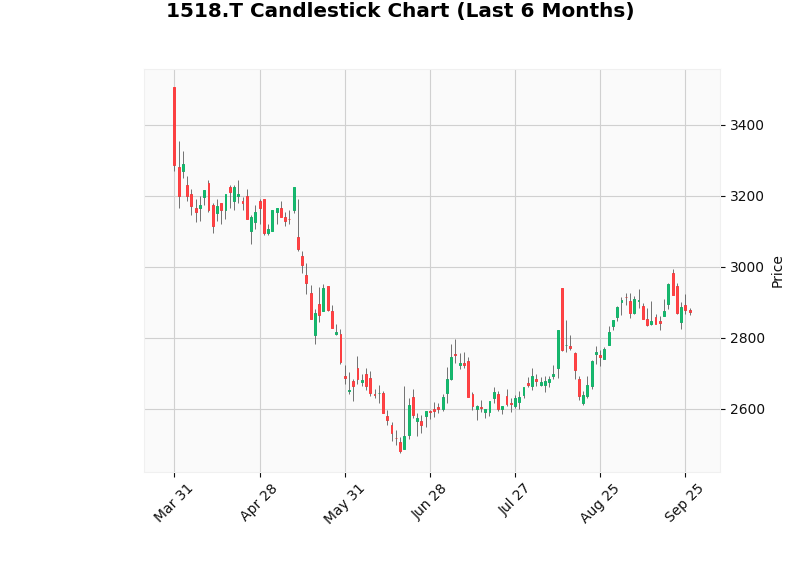 1518.T Candlestick Chart (Last 6 Months)
3400
3200
3000
2800
2600
Price
Mar 31
Apr 28
May 31
Jun 28
Jul 27
Aug 25
Sep 25